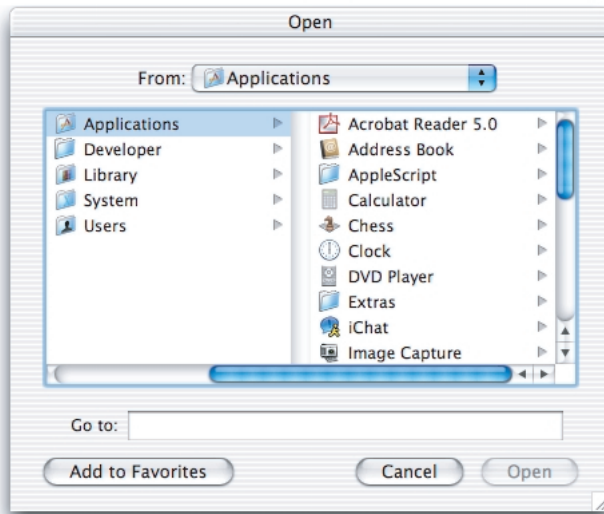 Open
From: Applications
Applications
Developer
Library
System
Users
Acrobat Reader 5.0
Address Book
AppleScript
Calculator
Chess
Clock
DVD Player
Extras
iChat
Image Capture
Go to:
Add to Favorites
Cancel
Open